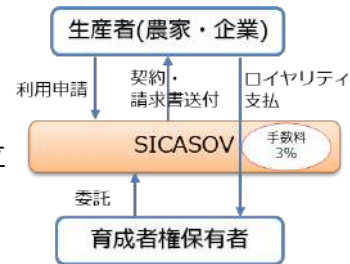 生産者(農家・企業)
利用申請
契約・
請求書送付
ロイヤリティ
支払
SICASOV
手数料
3%
委託
育成者権保有者